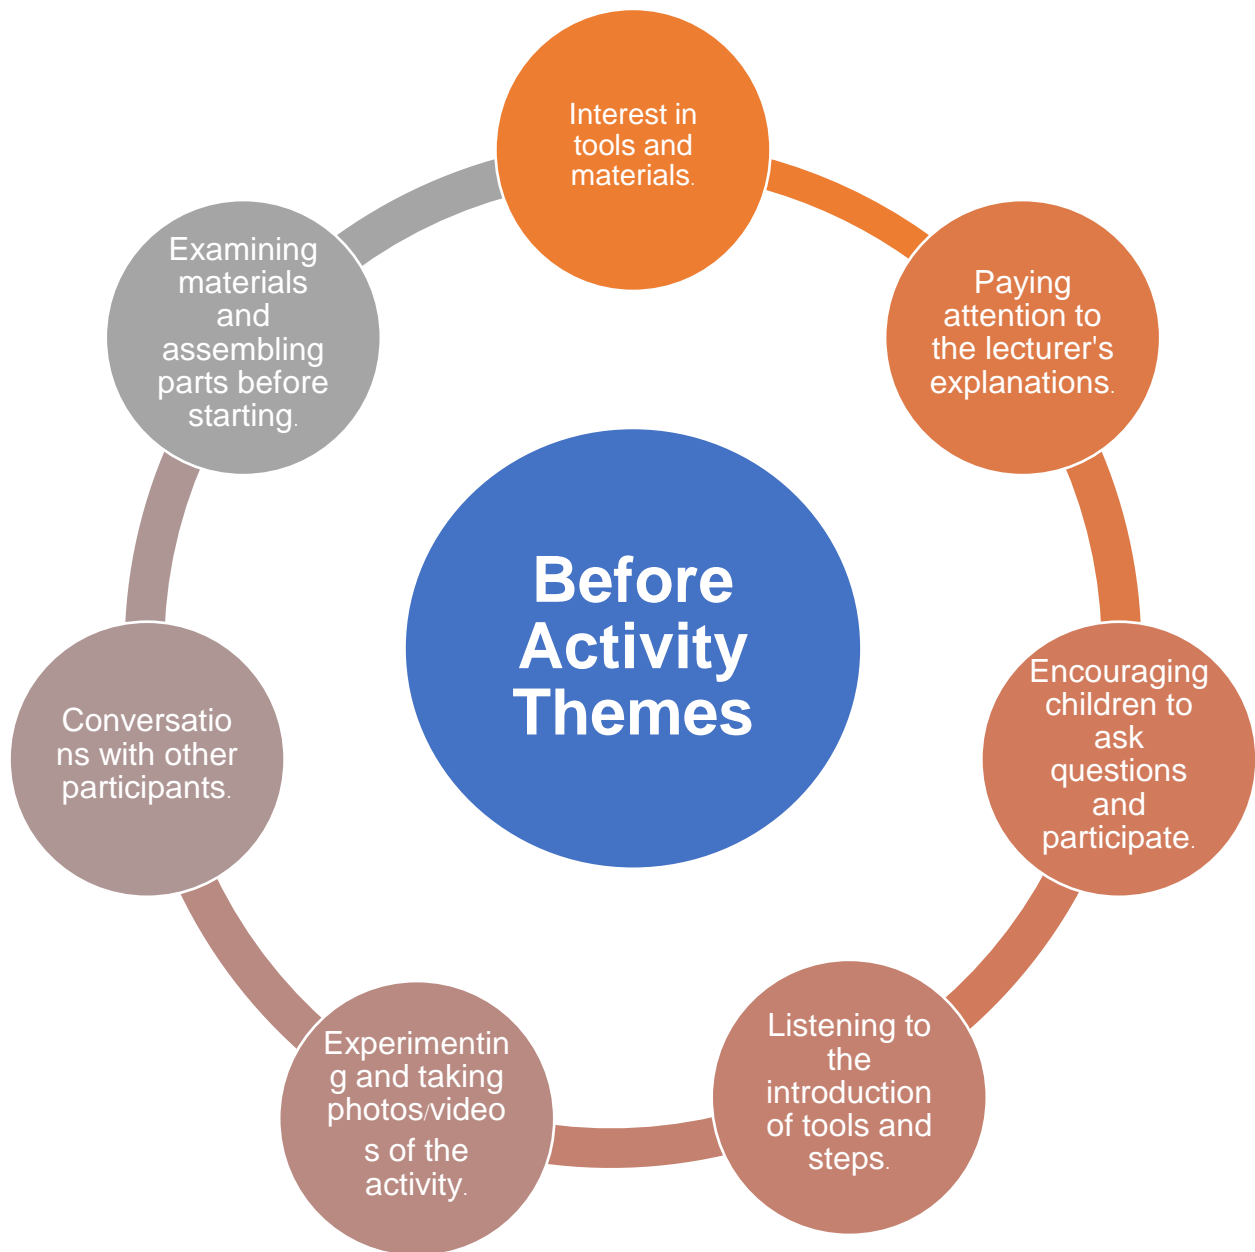 Interest in
tools and
materials.
Paying
attention to
the lecturer's
explanations.
Encouraging
children to
ask
questions
and
participate.
Listening to
the
introduction
of tools and
steps.
Experimentin
g and taking
photos/video
s of the
activity.
Conversatio
ns with other
participants.
Examining
materials
and
assembling
parts before
starting.
Before
Activity
Themes